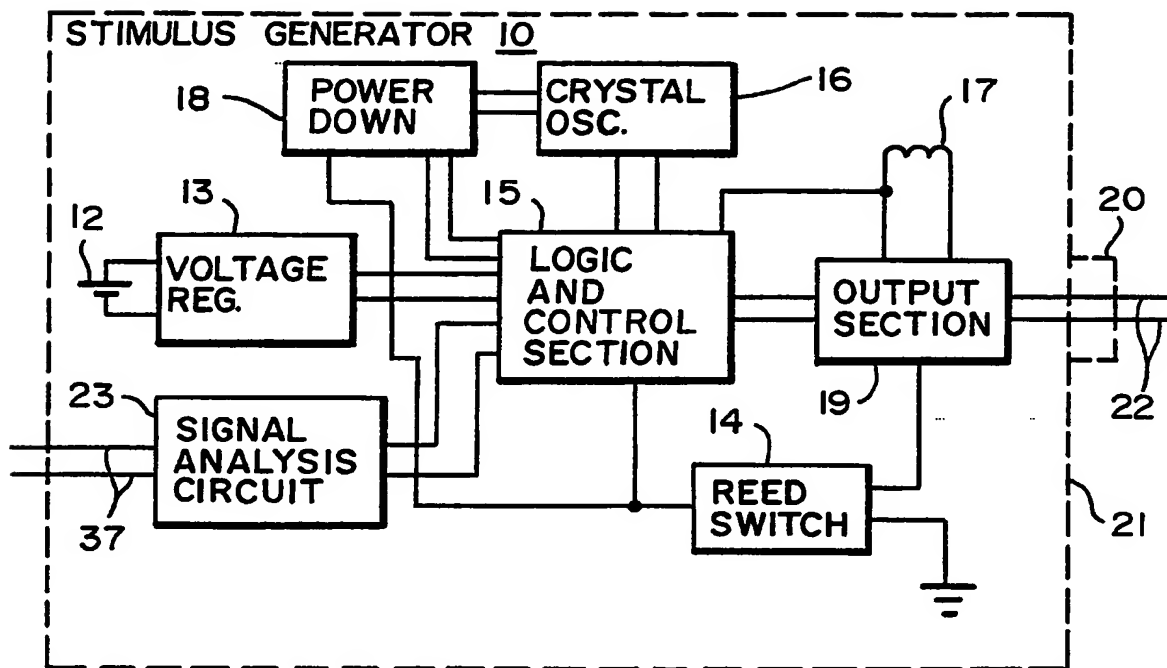 STIMULUS GENERATOR 10
18
POWER
DOWN
CRYSTAL
OSC.
16
17
12
13
VOLTAGE
REG.
15
LOGIC
AND
CONTROL
SECTION
20
OUTPUT
SECTION
19
22
23
SIGNAL
ANALYSIS
CIRCUIT
37
14
REED
SWITCH
21